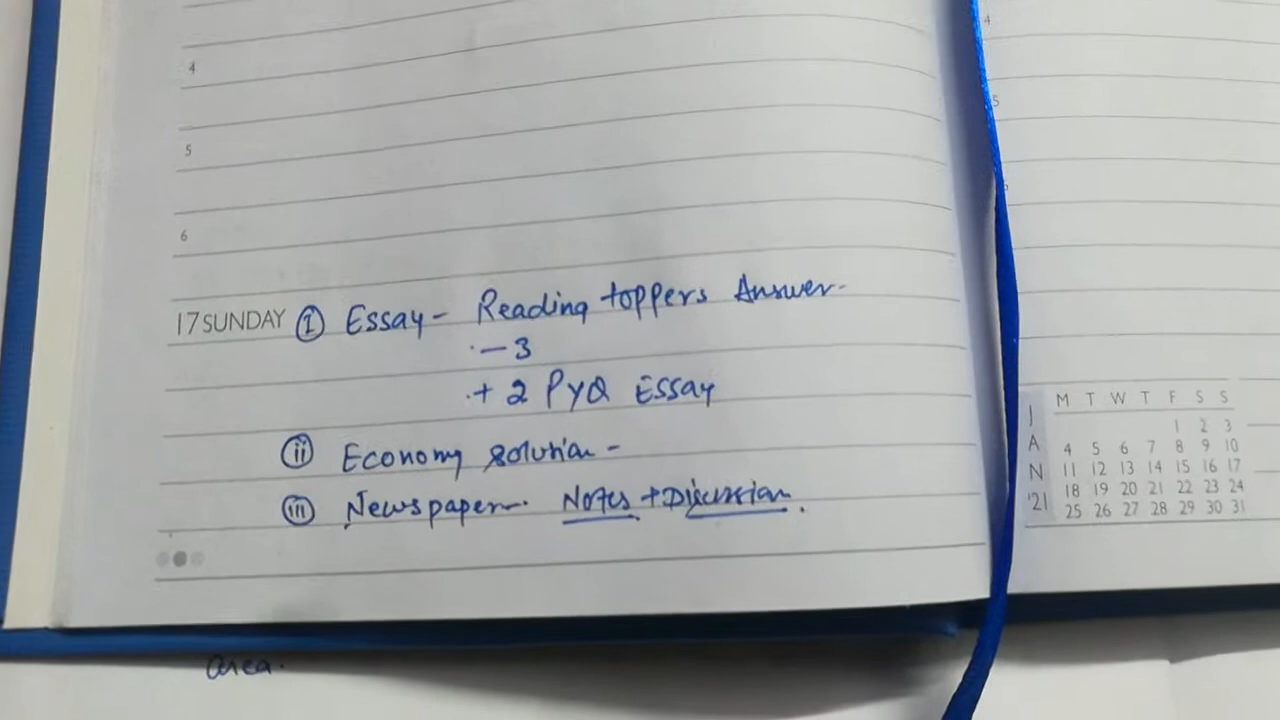 4
5
6
17 SUNDAY (i) Essay - Reading toppers Answer-
- 3
+ 2 PYQ Essay
(ii) Economy solution -
(iii) Newspaper. Notes + Discussion.
area.
4
5
J A N '21
M T W T F S S
1 2 3
4 5 6 7 8 9 10
11 12 13 14 15 16 17
18 19 20 21 22 23 24
25 26 27 28 29 30 31